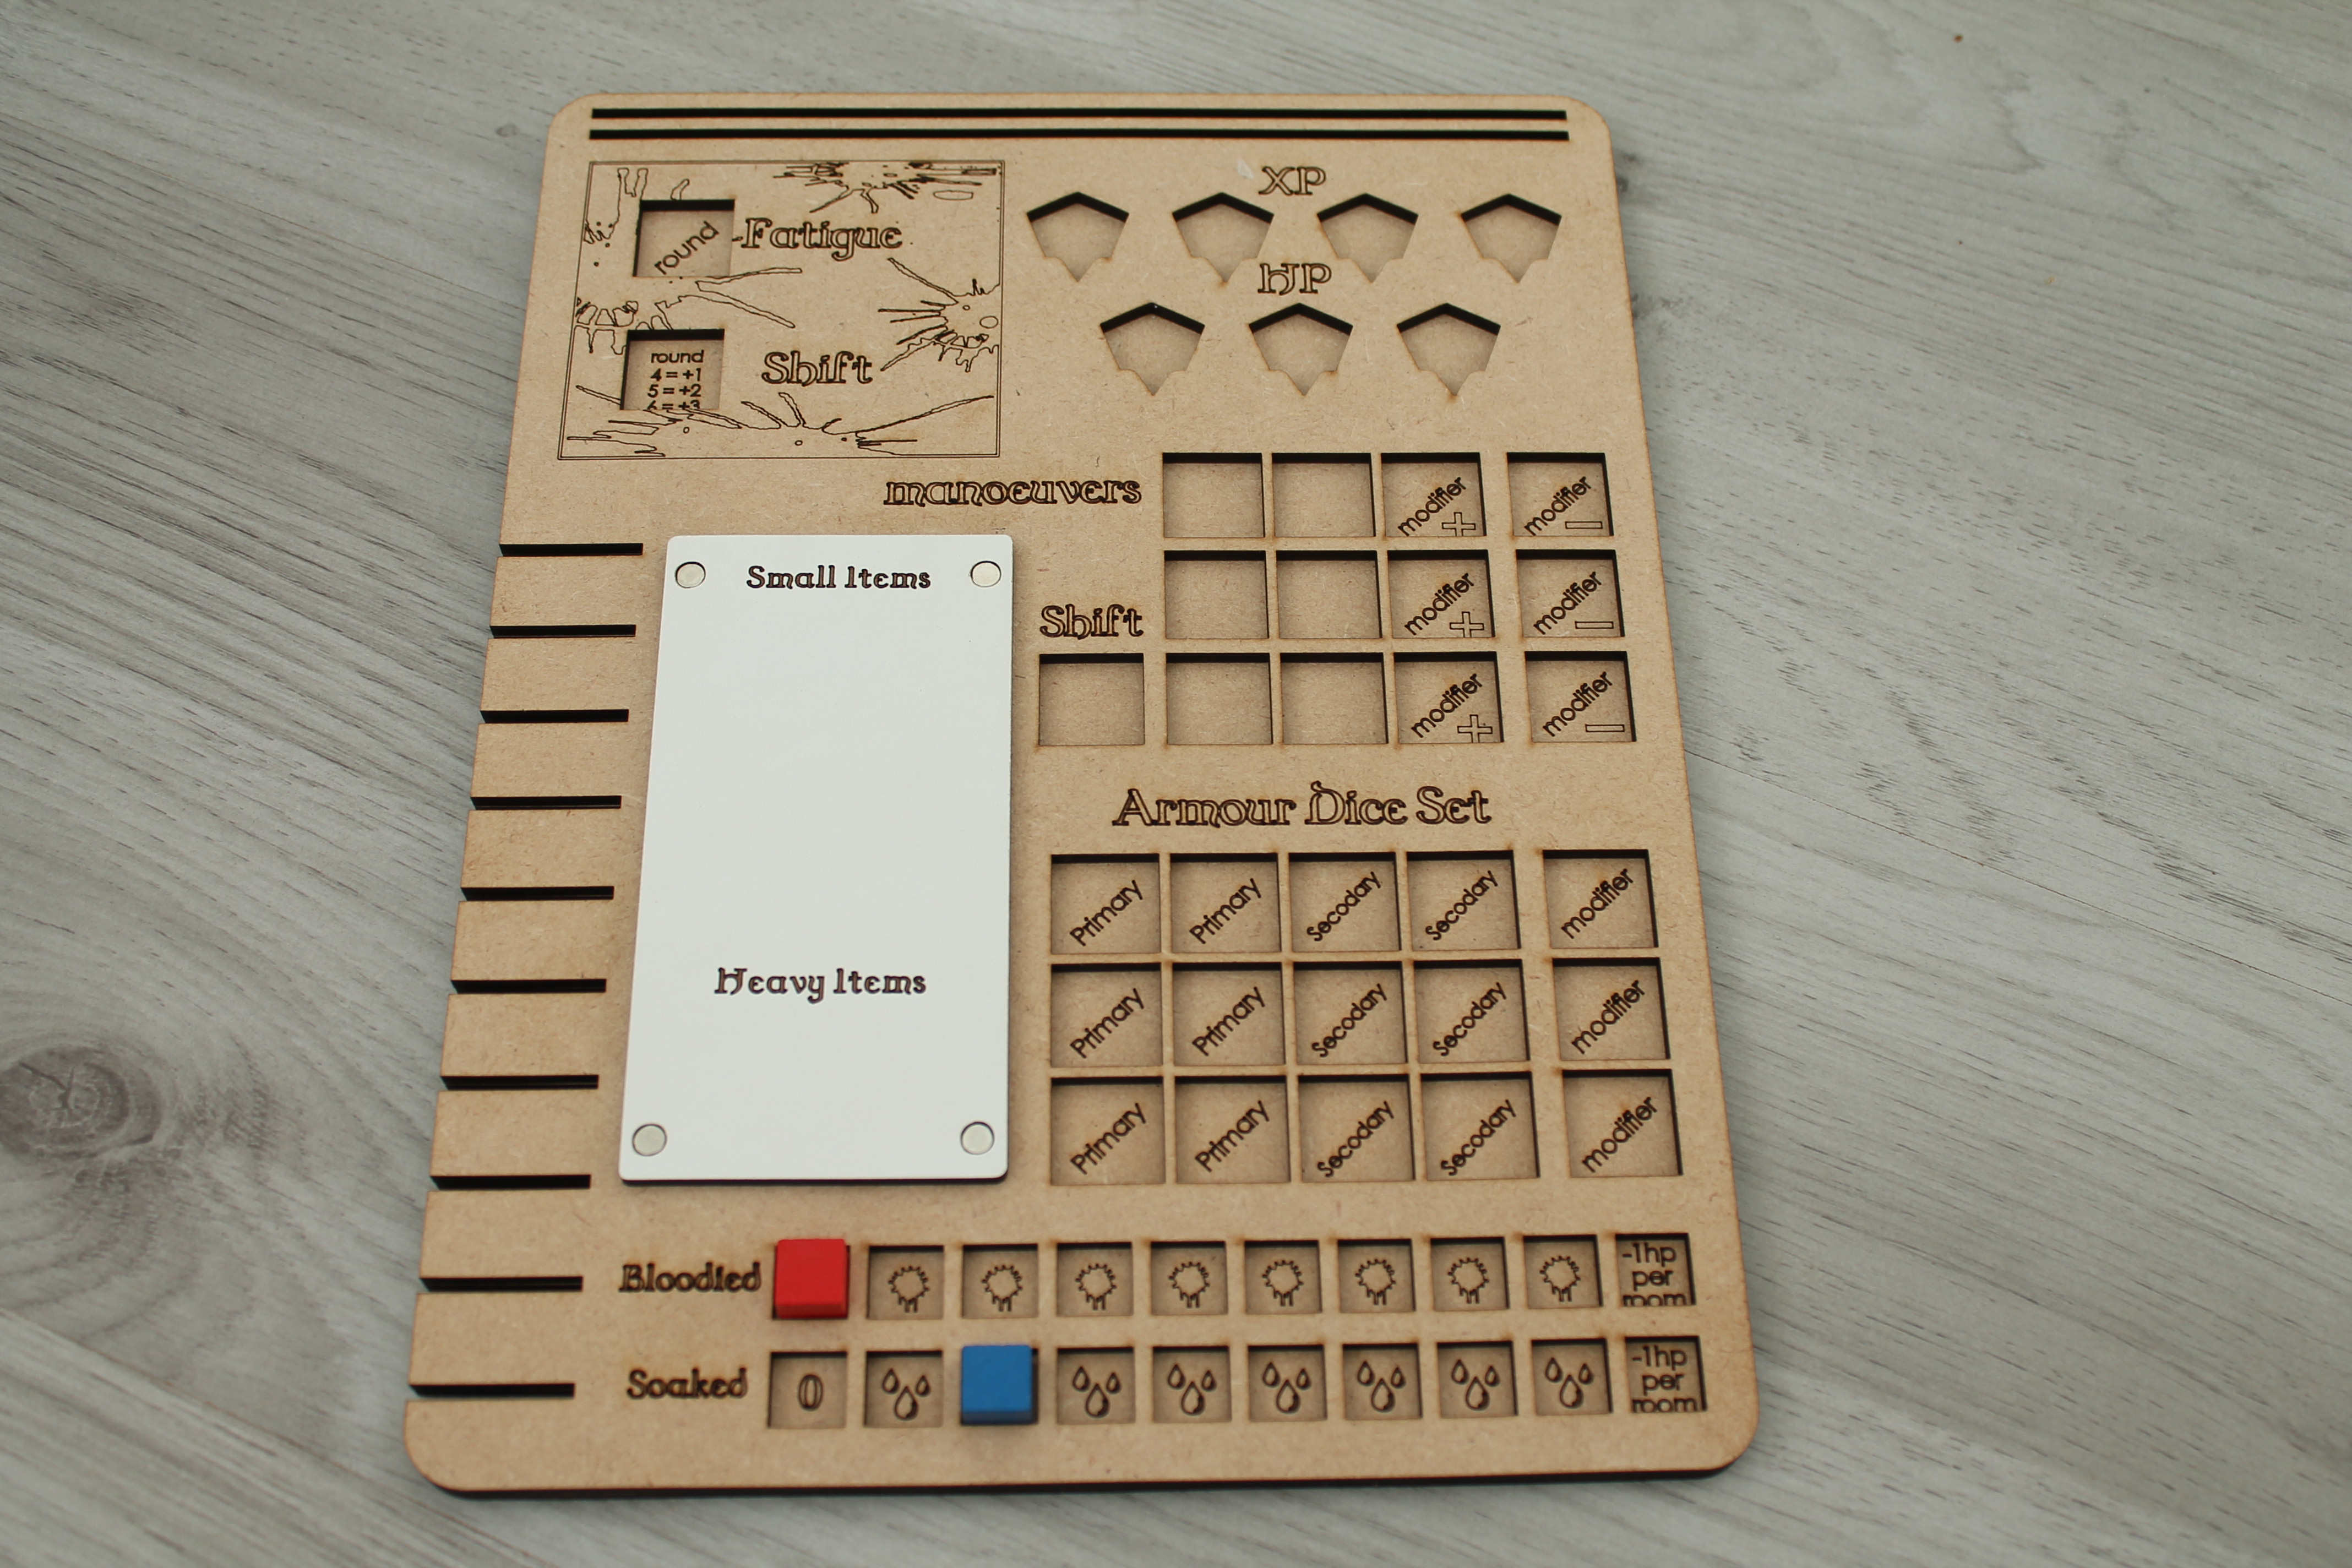 XP
round
Fatigue
HP
round
4 = +1
5 = +2
6 = +3
Shift
manoeuvers
modifier + modifier −
modifier + modifier −
Shift
modifier + modifier −
Small Items
Heavy Items
Armour Dice Set
Primary Primary Secodary Secodary modifier
Primary Primary Secodary Secodary modifier
Primary Primary Secodary Secodary modifier
Bloodied
-1hp
per
room
Soaked
0
-1hp
per
room